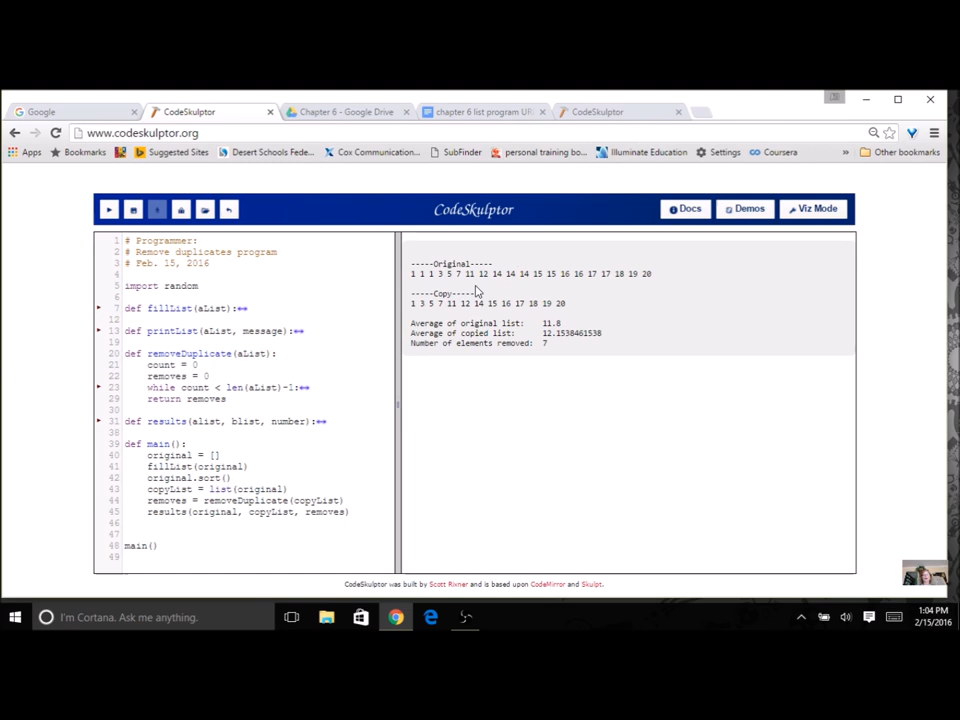 Google CodeSkulptor Chapter 6 - Google Drive chapter 6 list program URL CodeSkulptor
www.codeskulptor.org
Apps Bookmarks Suggested Sites Desert Schools Fede... Cox Communication... SubFinder personal training bo... Illuminate Education Settings Coursera » Other bookmarks
CodeSkulptor Docs Demos Viz Mode
1 # Programmer:
2 # Remove duplicates program
3 # Feb. 15, 2016
4
5 import random
6
7 def fillList(aList):
13 def printList(aList, message):
20 def removeDuplicate(aList):
21 count = 0
22 removes = 0
23 while count < len(aList)-1:
29 return removes
30
31 def results(alist, blist, number):
38
39 def main():
40 original = []
41 fillList(original)
42 original.sort()
43 copyList = list(original)
44 removes = removeDuplicate(copyList)
45 results(original, copyList, removes)
46
47
48 main()
49
-----Original-----
1 1 1 3 5 7 11 12 14 14 14 15 15 16 16 17 17 18 19 20
-----Copy-----
1 3 5 7 11 12 14 15 16 17 18 19 20
Average of original list: 11.8
Average of copied list: 12.1538461538
Number of elements removed: 7
CodeSkulptor was built by Scott Rixner and is based upon CodeMirror and Skulpt.
I'm Cortana. Ask me anything.
1:04 PM
2/15/2016